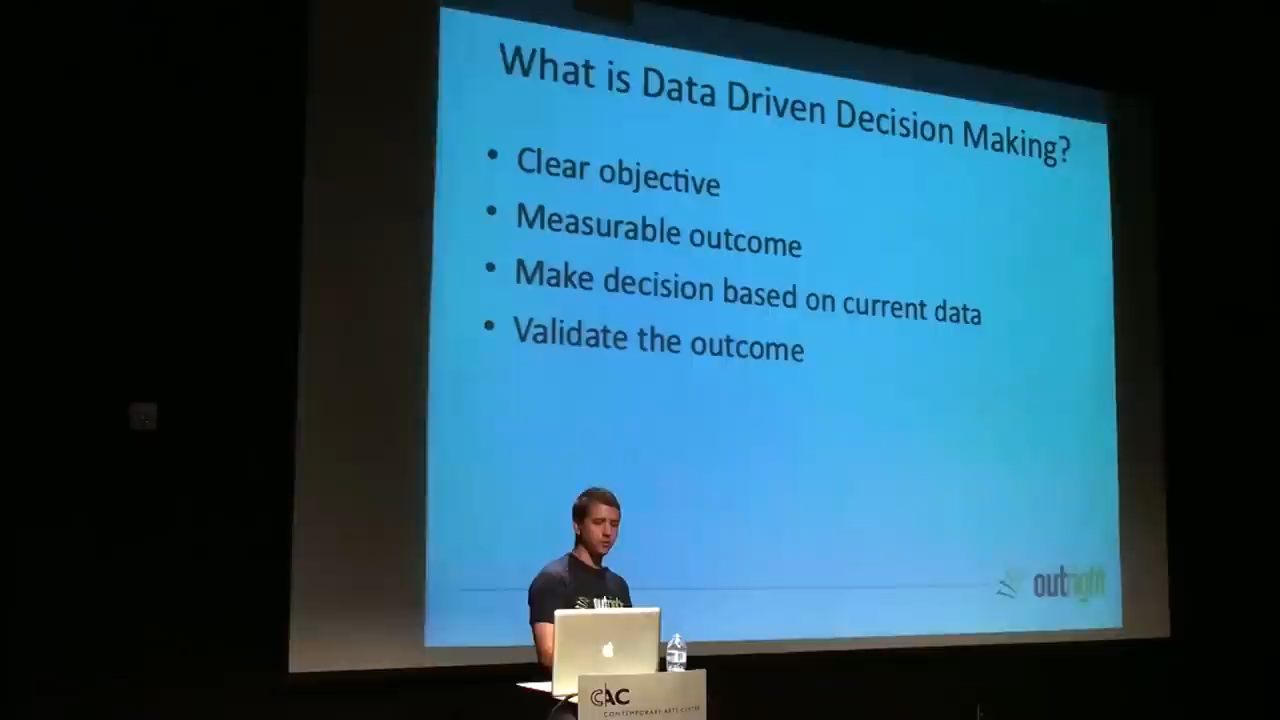 What is Data Driven Decision Making?
• Clear objective
• Measurable outcome
• Make decision based on current data
• Validate the outcome
outright
outright
CAC
CONTEMPORARY ARTS CENTER